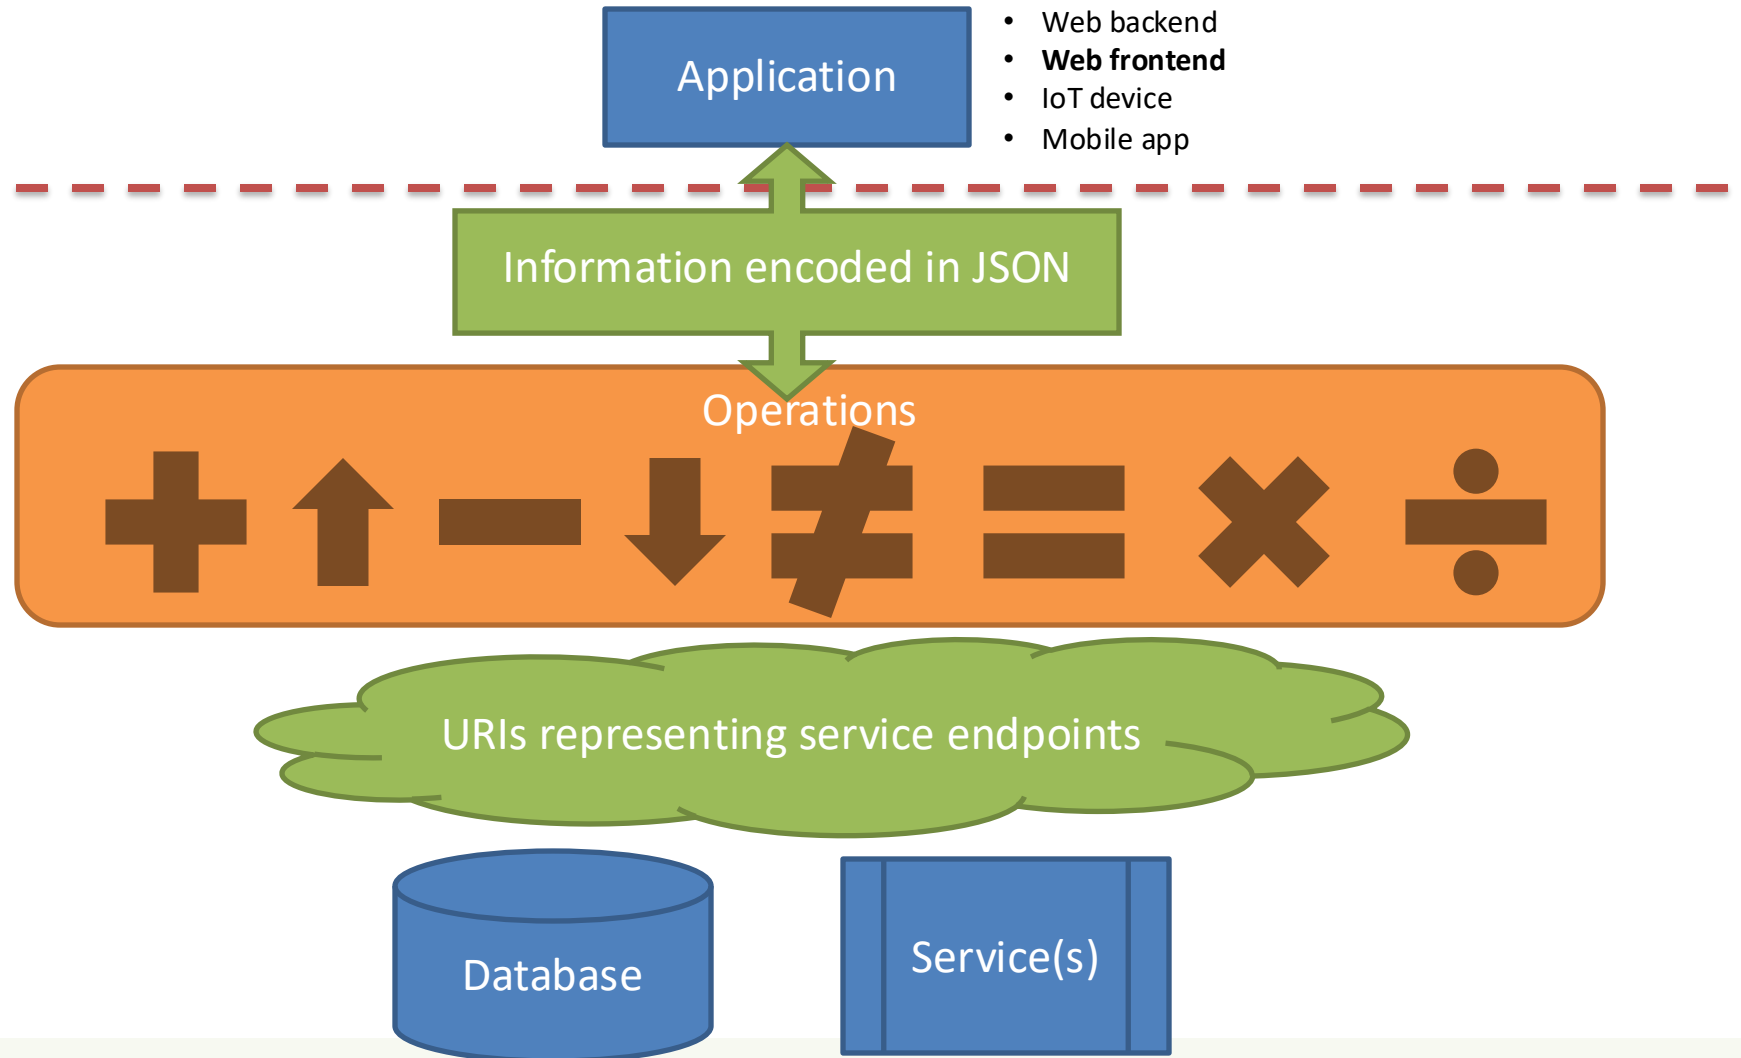 Application
• Web backend
• Web frontend
• IoT device
• Mobile app
Information encoded in JSON
Operations
URIs representing service endpoints
Database
Service(s)